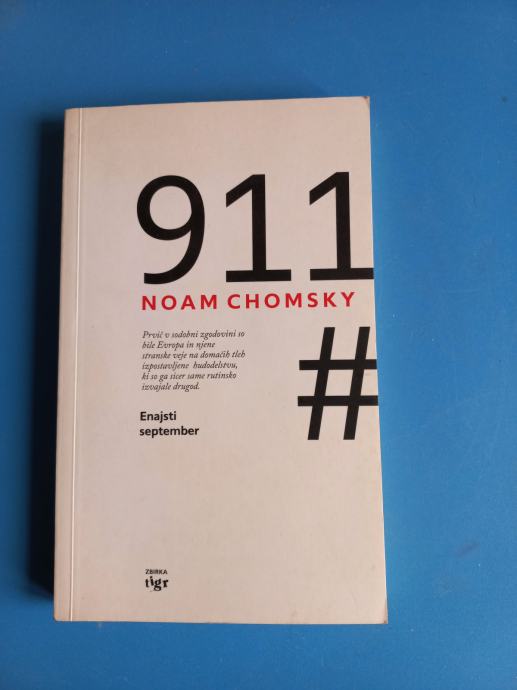 911
NOAM CHOMSKY
#
Prvič v sodobni zgodovini so
bile Evropa in njene
stranske veje na domačih tleh
izpostavljene hudodelstvu,
ki so ga sicer same rutinsko
izvajale drugod.
Enajsti
september
ZBIRKA
tigr